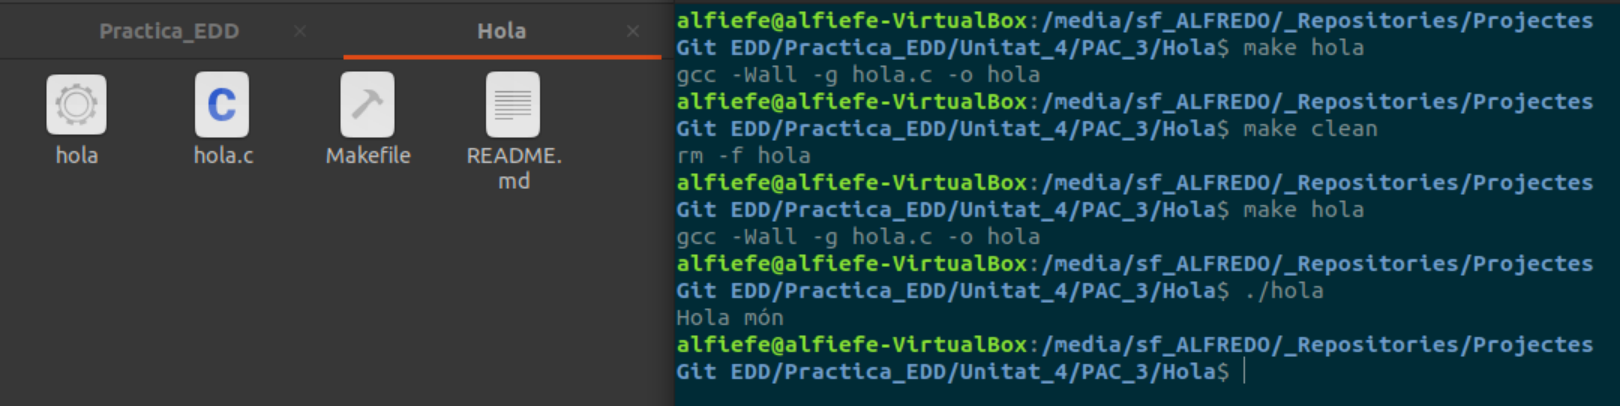 Practica_EDD × Hola ×
hola
hola.c
Makefile
README.
md
alfiefe@alfiefe-VirtualBox:/media/sf_ALFREDO/_Repositories/Projectes
Git EDD/Practica_EDD/Unitat_4/PAC_3/Hola$ make hola
gcc -Wall -g hola.c -o hola
alfiefe@alfiefe-VirtualBox:/media/sf_ALFREDO/_Repositories/Projectes
Git EDD/Practica_EDD/Unitat_4/PAC_3/Hola$ make clean
rm -f hola
alfiefe@alfiefe-VirtualBox:/media/sf_ALFREDO/_Repositories/Projectes
Git EDD/Practica_EDD/Unitat_4/PAC_3/Hola$ make hola
gcc -Wall -g hola.c -o hola
alfiefe@alfiefe-VirtualBox:/media/sf_ALFREDO/_Repositories/Projectes
Git EDD/Practica_EDD/Unitat_4/PAC_3/Hola$ ./hola
Hola món
alfiefe@alfiefe-VirtualBox:/media/sf_ALFREDO/_Repositories/Projectes
Git EDD/Practica_EDD/Unitat_4/PAC_3/Hola$